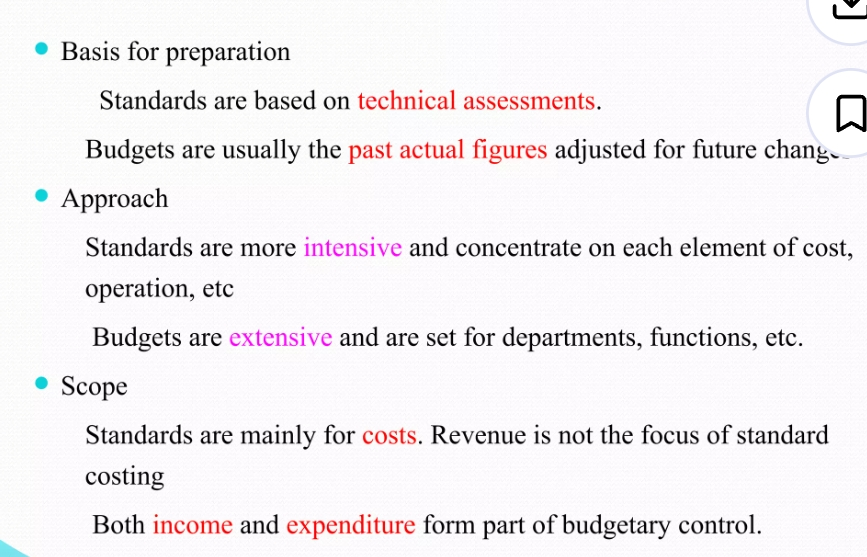 Basis for preparation
Standards are based on technical assessments.
Budgets are usually the past actual figures adjusted for future
Approach
Standards are more intensive and concentrate on each element of cost,
operation, etc
Budgets are extensive and are set for departments, functions, etc.
Scope
Standards are mainly for costs. Revenue is not the focus of standard
costing
Both income and expenditure form part of budgetary control.